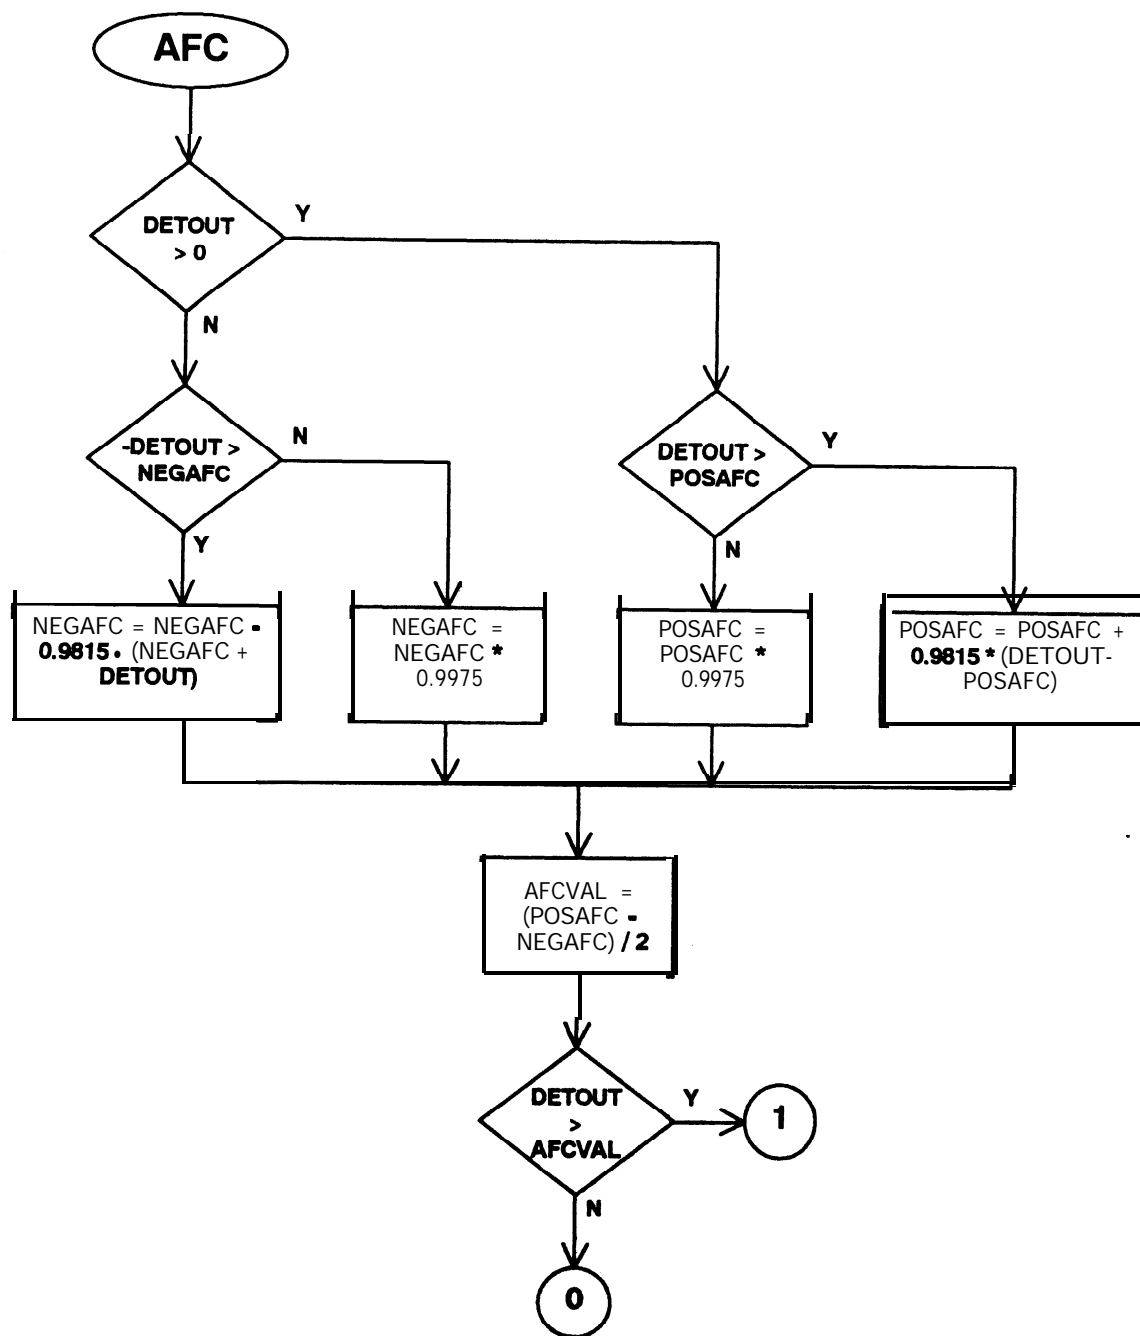 AFC
DETOUT
> 0
Y
N
-DETOUT >
NEGAFC
N
Y
DETOUT >
POSAFC
Y
N
NEGAFC = NEGAFC -
0.9815 • (NEGAFC +
DETOUT)
NEGAFC =
NEGAFC *
0.9975
POSAFC =
POSAFC *
0.9975
POSAFC = POSAFC +
0.9815 * (DETOUT-
POSAFC)
AFCVAL =
(POSAFC -
NEGAFC) / 2
DETOUT
>
AFCVAL
Y
1
N
0